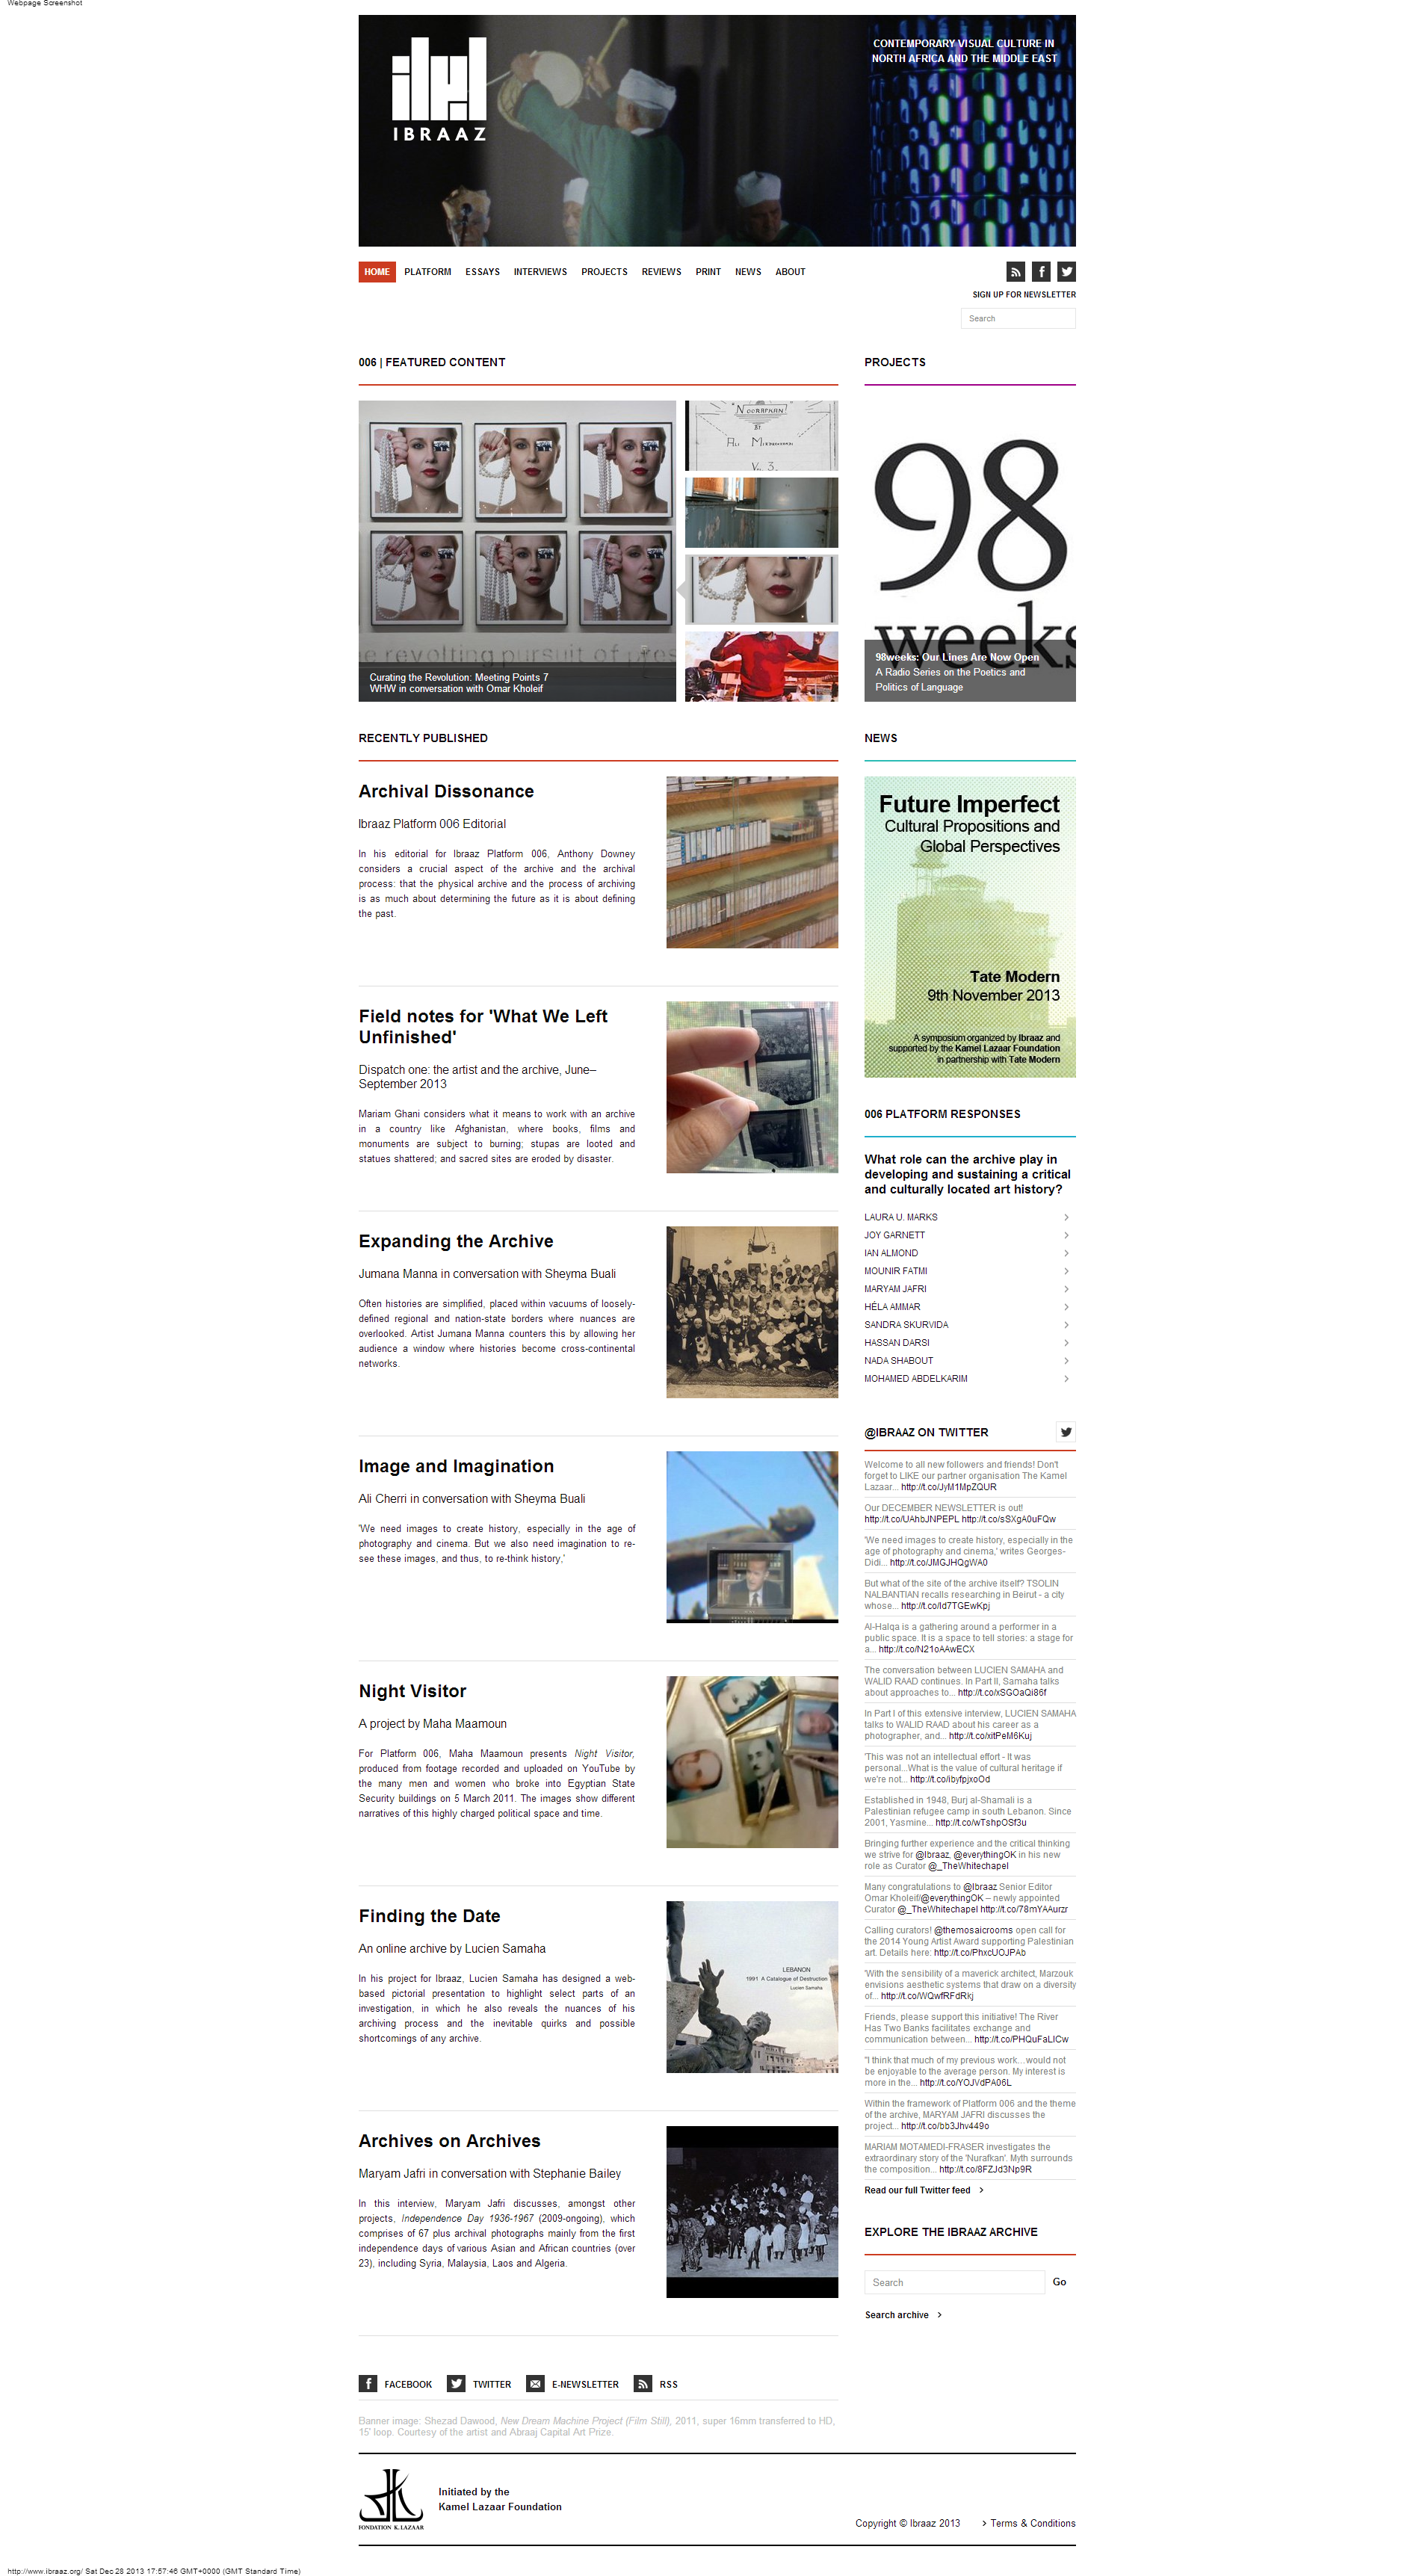 Webpage Screenshot
IBRAAZ
CONTEMPORARY VISUAL CULTURE IN
NORTH AFRICA AND THE MIDDLE EAST
HOME PLATFORM ESSAYS INTERVIEWS PROJECTS REVIEWS PRINT NEWS ABOUT
SIGN UP FOR NEWSLETTER
Search
006 | FEATURED CONTENT
Curating the Revolution: Meeting Points 7
WHW in conversation with Omar Kholeif
PROJECTS
98
weeks
98weeks: Our Lines Are Now Open
A Radio Series on the Poetics and
Politics of Language
RECENTLY PUBLISHED
Archival Dissonance
Ibraaz Platform 006 Editorial
In his editorial for Ibraaz Platform 006, Anthony Downey
considers a crucial aspect of the archive and the archival
process: that the physical archive and the process of archiving
is as much about determining the future as it is about defining
the past.
Field notes for 'What We Left
Unfinished'
Dispatch one: the artist and the archive, June–
September 2013
Mariam Ghani considers what it means to work with an archive
in a country like Afghanistan, where books, films and
monuments are subject to burning; stupas are looted and
statues shattered; and sacred sites are eroded by disaster.
Expanding the Archive
Jumana Manna in conversation with Sheyma Buali
Often histories are simplified, placed within vacuums of loosely-
defined regional and nation-state borders where nuances are
overlooked. Artist Jumana Manna counters this by allowing her
audience a window where histories become cross-continental
networks.
Image and Imagination
Ali Cherri in conversation with Sheyma Buali
'We need images to create history, especially in the age of
photography and cinema. But we also need imagination to re-
see these images, and thus, to re-think history,'
Night Visitor
A project by Maha Maamoun
For Platform 006, Maha Maamoun presents Night Visitor,
produced from footage recorded and uploaded on YouTube by
the many men and women who broke into Egyptian State
Security buildings on 5 March 2011. The images show different
narratives of this highly charged political space and time.
Finding the Date
An online archive by Lucien Samaha
In his project for Ibraaz, Lucien Samaha has designed a web-
based pictorial presentation to highlight select parts of an
investigation, in which he also reveals the nuances of his
archiving process and the inevitable quirks and possible
shortcomings of any archive.
LEBANON
1991 A Catalogue of Destruction
Lucien Samaha
Archives on Archives
Maryam Jafri in conversation with Stephanie Bailey
In this interview, Maryam Jafri discusses, amongst other
projects, Independence Day 1936-1967 (2009-ongoing), which
comprises of 67 plus archival photographs mainly from the first
independence days of various Asian and African countries (over
23), including Syria, Malaysia, Laos and Algeria.
NEWS
Future Imperfect
Cultural Propositions and
Global Perspectives
Tate Modern
9th November 2013
A symposium organized by Ibraaz and
supported by the Kamel Lazaar Foundation
in partnership with Tate Modern
006 PLATFORM RESPONSES
What role can the archive play in
developing and sustaining a critical
and culturally located art history?
LAURA U. MARKS
JOY GARNETT
IAN ALMOND
MOUNIR FATMI
MARYAM JAFRI
HÉLA AMMAR
SANDRA SKURVIDA
HASSAN DARSI
NADA SHABOUT
MOHAMED ABDELKARIM
@IBRAAZ ON TWITTER
Welcome to all new followers and friends! Don't
forget to LIKE our partner organisation The Kamel
Lazaar... http://t.co/JyM1MpZQUR
Our DECEMBER NEWSLETTER is out!
http://t.co/UAhbJNPEPL http://t.co/sSXgA0uFQw
'We need images to create history, especially in the
age of photography and cinema,' writes Georges-
Didi... http://t.co/JMGJHQgWA0
But what of the site of the archive itself? TSOLIN
NALBANTIAN recalls researching in Beirut - a city
whose... http://t.co/ld7TGEwKpj
Al-Halqa is a gathering around a performer in a
public space. It is a space to tell stories: a stage for
a... http://t.co/N21oAAwECX
The conversation between LUCIEN SAMAHA and
WALID RAAD continues. In Part II, Samaha talks
about approaches to... http://t.co/xSGOaQi86f
In Part I of this extensive interview, LUCIEN SAMAHA
talks to WALID RAAD about his career as a
photographer, and... http://t.co/xitPeM6Kuj
'This was not an intellectual effort - It was
personal...What is the value of cultural heritage if
we're not... http://t.co/ibyfpjxoOd
Established in 1948, Burj al-Shamali is a
Palestinian refugee camp in south Lebanon. Since
2001, Yasmine... http://t.co/wTshpOSf3u
Bringing further experience and the critical thinking
we strive for @Ibraaz, @everythingOK in his new
role as Curator @_TheWhitechapel
Many congratulations to @Ibraaz Senior Editor
Omar Kholeif/@everythingOK – newly appointed
Curator @_TheWhitechapel http://t.co/78mYAAurzr
Calling curators! @themosaicrooms open call for
the 2014 Young Artist Award supporting Palestinian
art. Details here: http://t.co/PhxcUOJPAb
'With the sensibility of a maverick architect, Marzouk
envisions aesthetic systems that draw on a diversity
of... http://t.co/WQwfRFdRkj
Friends, please support this initiative! The River
Has Two Banks facilitates exchange and
communication between... http://t.co/PHQuFaLICw
"I think that much of my previous work...would not
be enjoyable to the average person. My interest is
more in the... http://t.co/YOJVdPA06L
Within the framework of Platform 006 and the theme
of the archive, MARYAM JAFRI discusses the
project... http://t.co/bb3Jhv449o
MARIAM MOTAMEDI-FRASER investigates the
extraordinary story of the 'Nurafkan'. Myth surrounds
the composition... http://t.co/8FZJd3Np9R
Read our full Twitter feed
EXPLORE THE IBRAAZ ARCHIVE
Search Go
Search archive
FACEBOOK TWITTER E-NEWSLETTER RSS
Banner image: Shezad Dawood, New Dream Machine Project (Film Still), 2011, super 16mm transferred to HD,
15' loop. Courtesy of the artist and Abraaj Capital Art Prize.
FONDATION K. LAZAAR
Initiated by the
Kamel Lazaar Foundation
Copyright © Ibraaz 2013 Terms & Conditions
http://www.ibraaz.org/ Sat Dec 28 2013 17:57:46 GMT+0000 (GMT Standard Time)